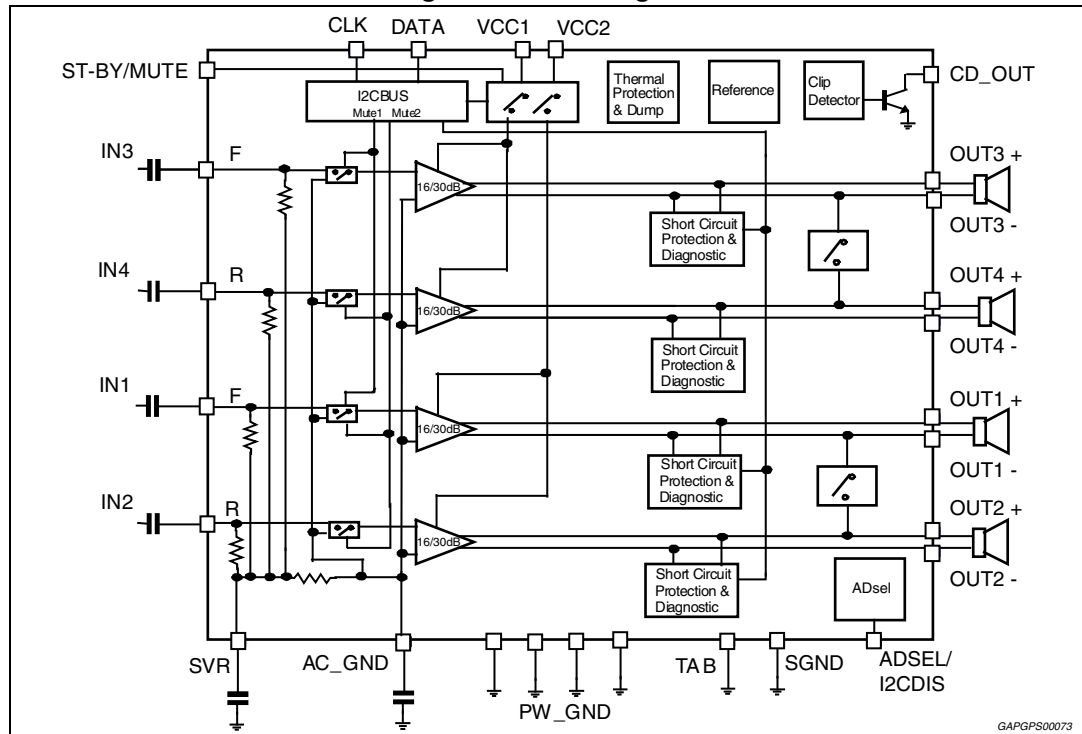 CLK DATA VCC1 VCC2
ST-BY/MUTE
I2CBUS
Mute1 Mute2
Thermal
Protection
& Dump
Reference
Clip
Detector
CD_OUT
IN3
F
16/30dB
OUT3 +
OUT3 -
Short Circuit
Protection &
Diagnostic
IN4
R
16/30dB
OUT4 +
OUT4 -
Short Circuit
Protection &
Diagnostic
IN1
F
16/30dB
OUT1 +
OUT1 -
Short Circuit
Protection &
Diagnostic
IN2
R
16/30dB
OUT2 +
OUT2 -
Short Circuit
Protection &
Diagnostic
ADsel
SVR
AC_GND
PW_GND
TAB
SGND
ADSEL/
I2CDIS
GAPGPS00073